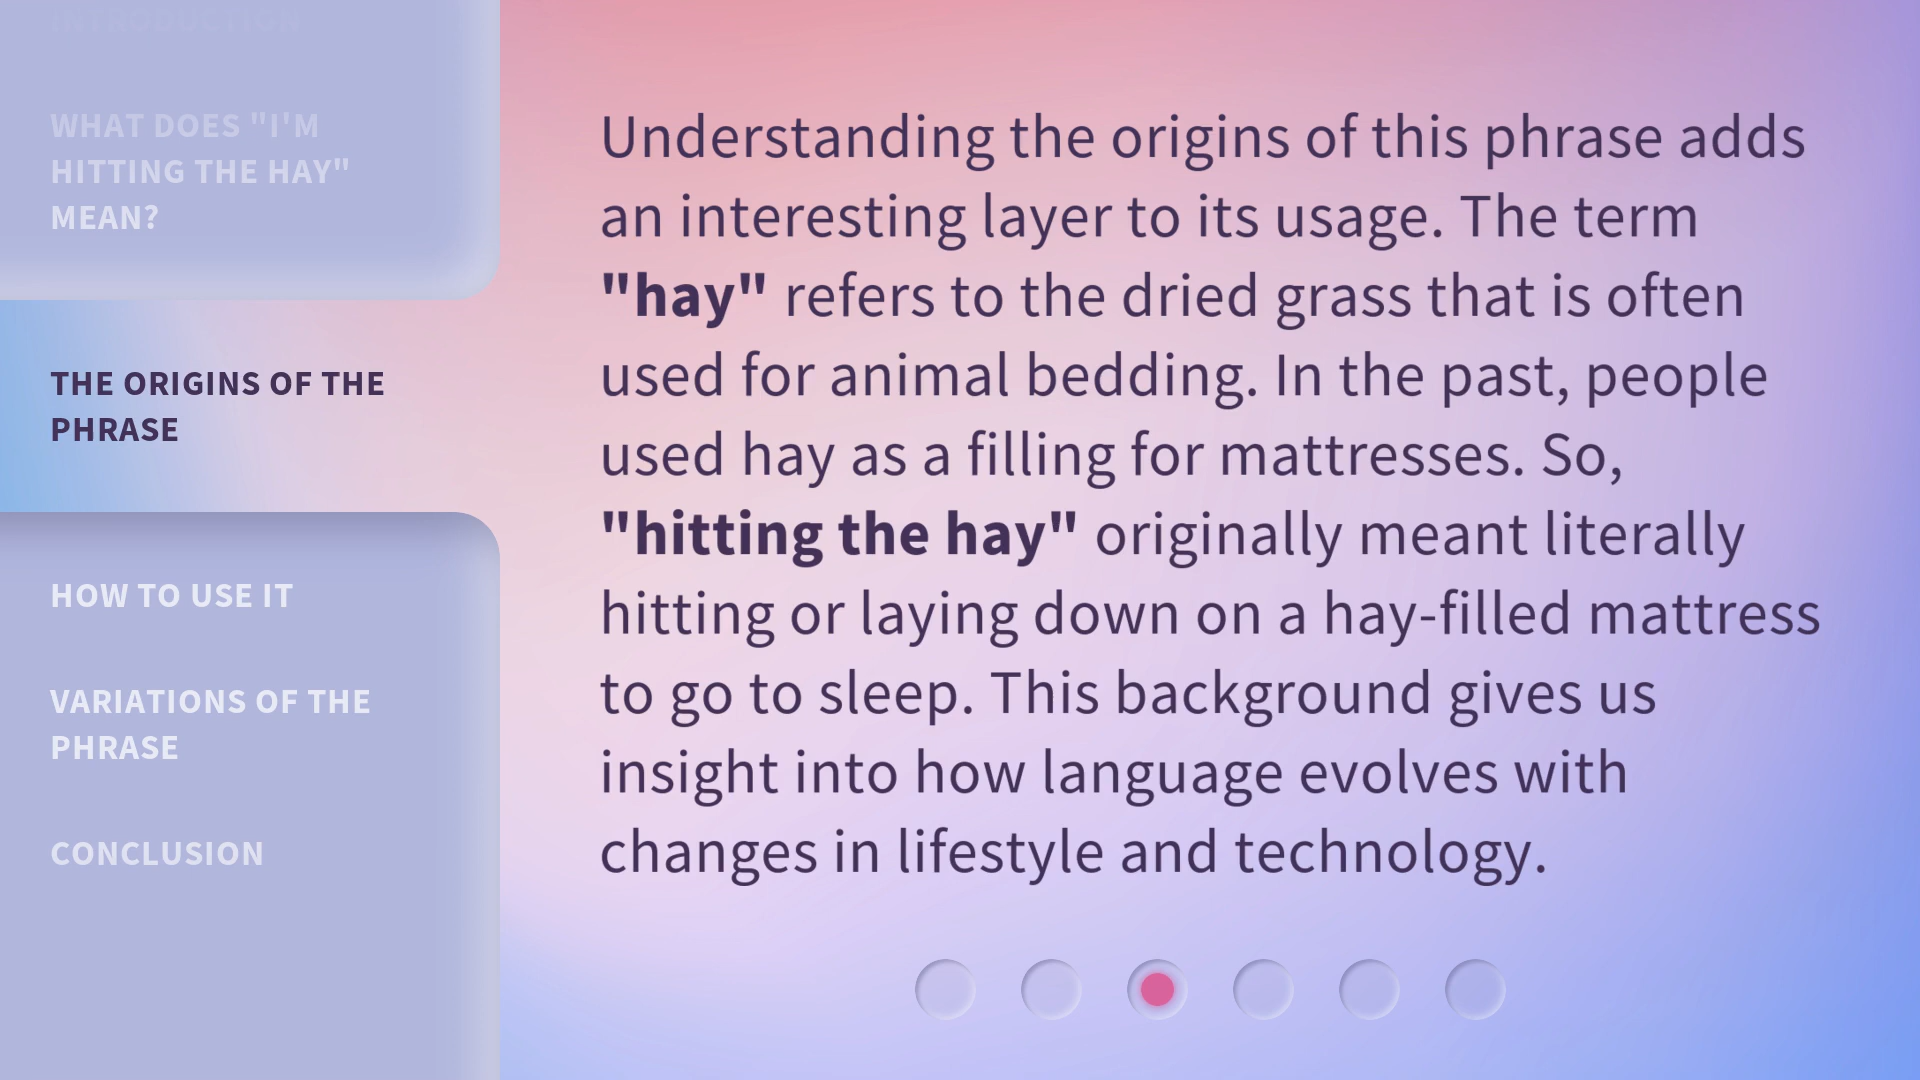 INTRODUCTION
WHAT DOES "I'M
HITTING THE HAY"
MEAN?
THE ORIGINS OF THE
PHRASE
HOW TO USE IT
VARIATIONS OF THE
PHRASE
CONCLUSION
Understanding the origins of this phrase adds
an interesting layer to its usage. The term
"hay" refers to the dried grass that is often
used for animal bedding. In the past, people
used hay as a filling for mattresses. So,
"hitting the hay" originally meant literally
hitting or laying down on a hay-filled mattress
to go to sleep. This background gives us
insight into how language evolves with
changes in lifestyle and technology.